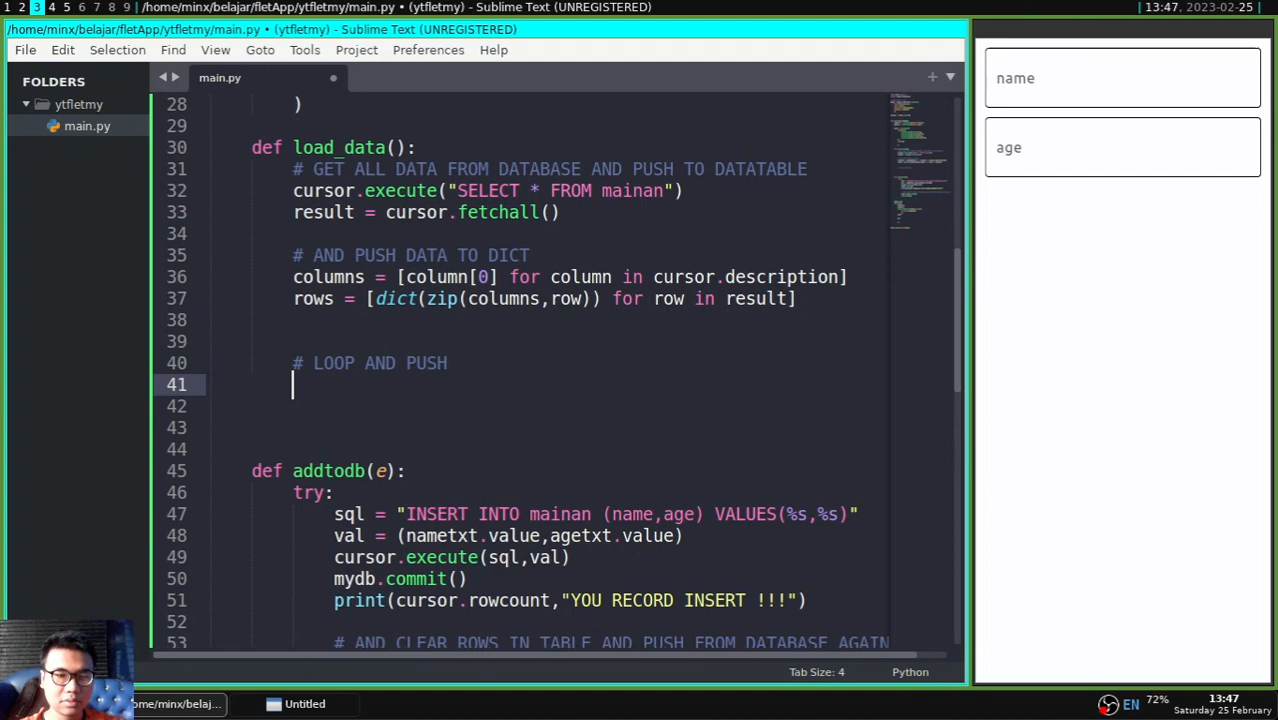 1 2 3 4 5 6 7 8 9 /home/minx/belajar/fletApp/ytfletmy/main.py • (ytfletmy) - Sublime Text (UNREGISTERED) 13:47, 2023-02-25
/home/minx/belajar/fletApp/ytfletmy/main.py • (ytfletmy) - Sublime Text (UNREGISTERED)
File Edit Selection Find View Goto Tools Project Preferences Help
FOLDERS
ytfletmy
main.py
main.py
28 )
29
30 def load_data():
31 # GET ALL DATA FROM DATABASE AND PUSH TO DATATABLE
32 cursor.execute("SELECT * FROM mainan")
33 result = cursor.fetchall()
34
35 # AND PUSH DATA TO DICT
36 columns = [column[0] for column in cursor.description]
37 rows = [dict(zip(columns,row)) for row in result]
38
39
40 # LOOP AND PUSH
41
42
43
44
45 def addtodb(e):
46 try:
47 sql = "INSERT INTO mainan (name,age) VALUES(%s,%s)"
48 val = (nametxt.value,agetxt.value)
49 cursor.execute(sql,val)
50 mydb.commit()
51 print(cursor.rowcount,"YOU RECORD INSERT !!!")
52
53 # AND CLEAR ROWS IN TABLE AND PUSH FROM DATABASE AGAIN
Tab Size: 4 Python
name
age
home/minx/belaj... Untitled
EN 72% 13:47
Saturday 25 February